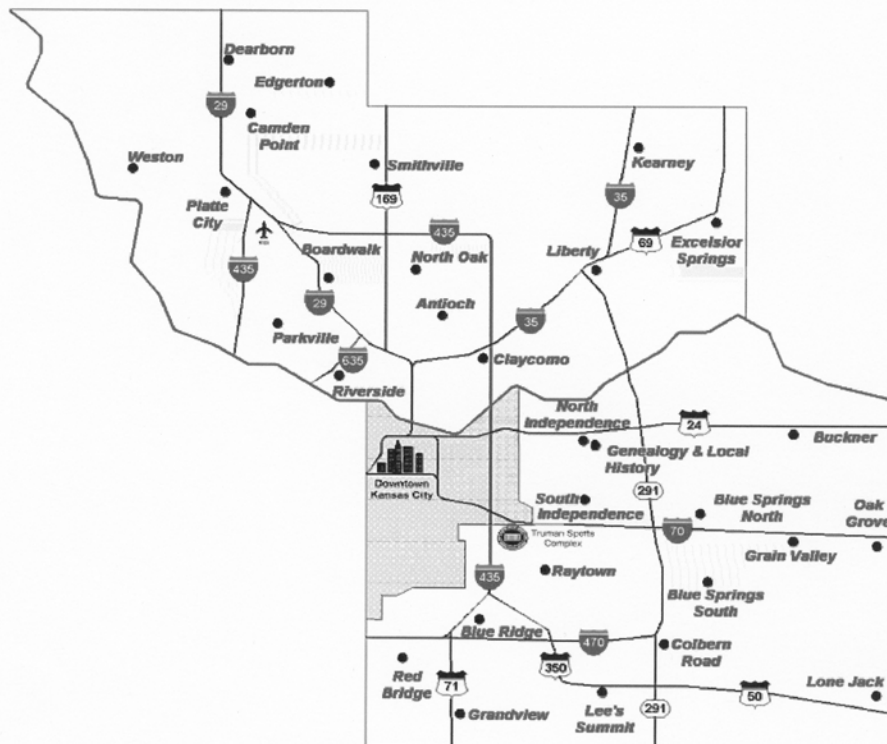 Dearborn
Edgerton
29
Camden
Point
Kearney
Weston
Smithville
Platte
City
169
35
435
69
Excelsior
Springs
Boardwalk
North Oak
Liberty
435
29
Antioch
35
Parkville
635
Claycomo
Riverside
North
Independence
24
Buckner
Genealogy & Local
History
Downtown
Kansas City
291
South
Independence
Blue Springs
North
Oak
Grove
70
Truman Sports
Complex
Grain Valley
435
Raytown
Blue Springs
South
Blue Ridge
470
Colbern
Road
Red
Bridge
71
350
50
Lone Jack
Lee's
Summit
291
Grandview